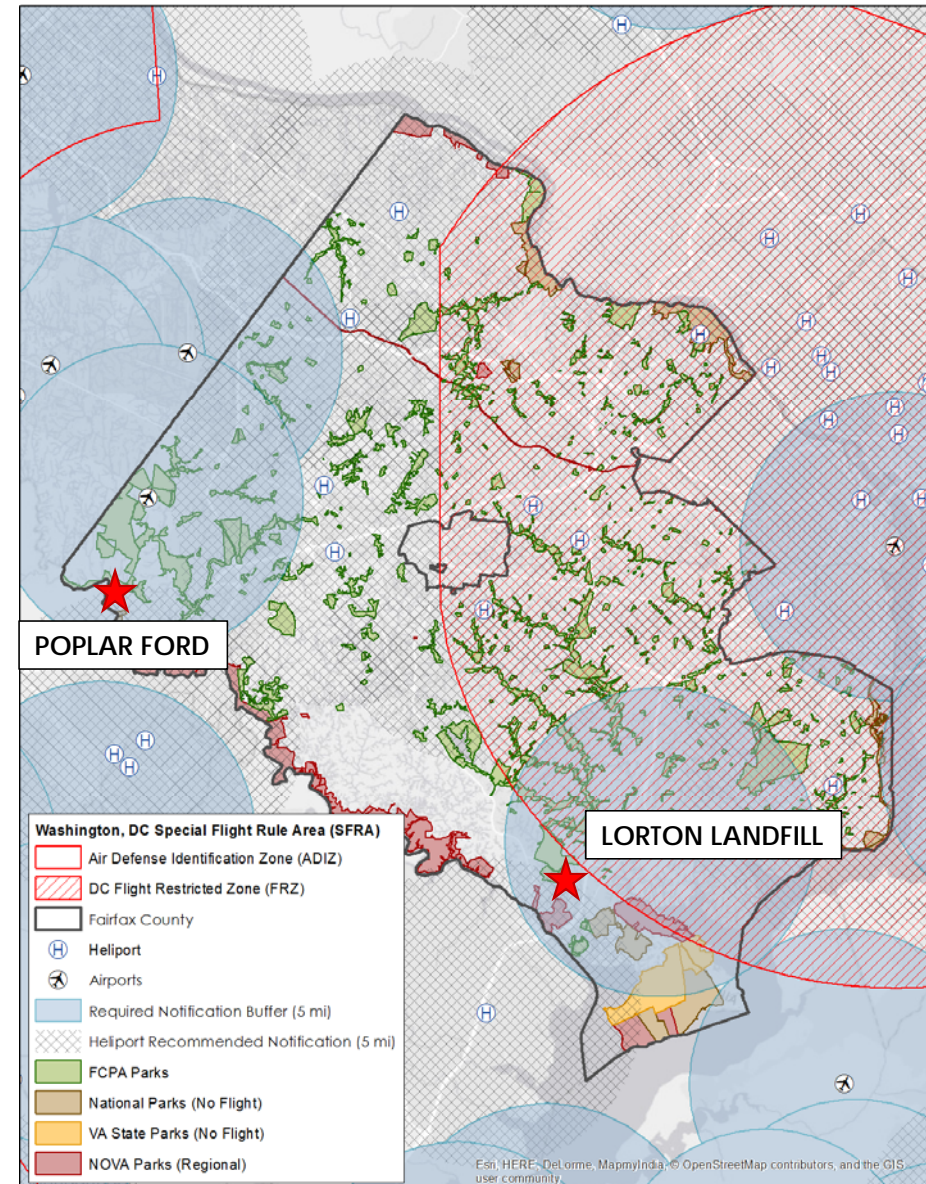 POPLAR FORD
LORTON LANDFILL
Washington, DC Special Flight Rule Area (SFRA)
Air Defense Identification Zone (ADIZ)
DC Flight Restricted Zone (FRZ)
Fairfax County
H Heliport
Airports
Required Notification Buffer (5 mi)
Heliport Recommended Notification (5 mi)
FCPA Parks
National Parks (No Flight)
VA State Parks (No Flight)
NOVA Parks (Regional)
Esri, HERE, DeLorme, MapmyIndia, © OpenStreetMap contributors, and the GIS
user community